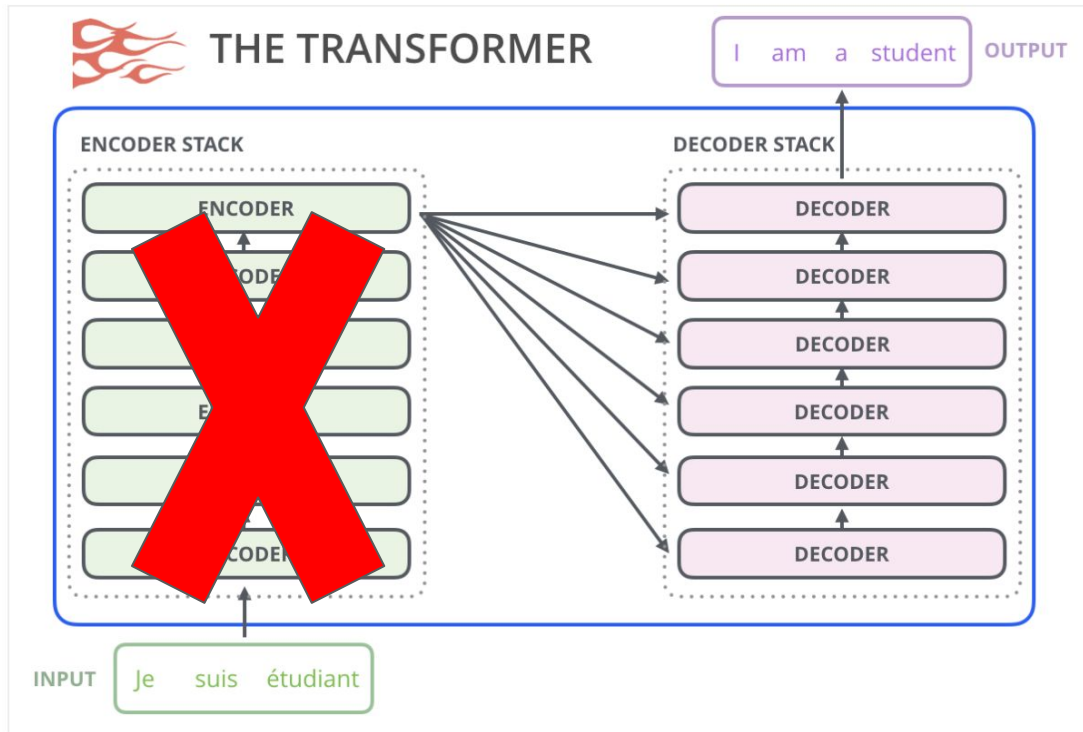 THE TRANSFORMER
I am a student
OUTPUT
ENCODER STACK
DECODER STACK
ENCODER
DECODER
DECODER
DECODER
DECODER
DECODER
DECODER
INPUT
Je suis étudiant